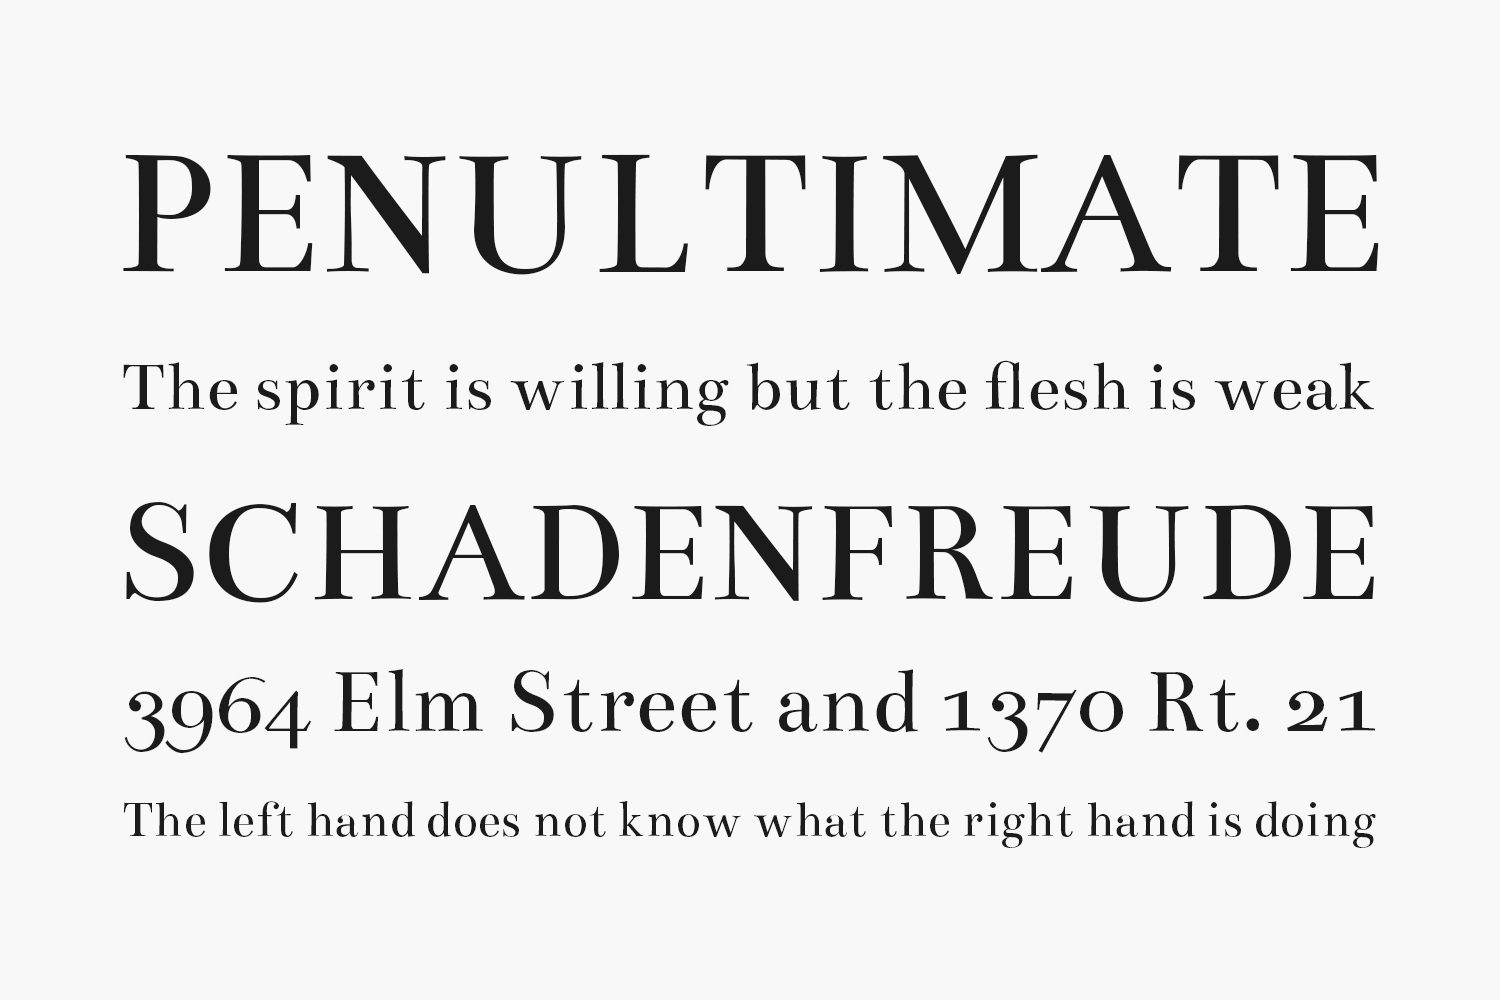 PENULTIMATE
The spirit is willing but the flesh is weak
SCHADENFREUDE
3964 Elm Street and 1370 Rt. 21
The left hand does not know what the right hand is doing